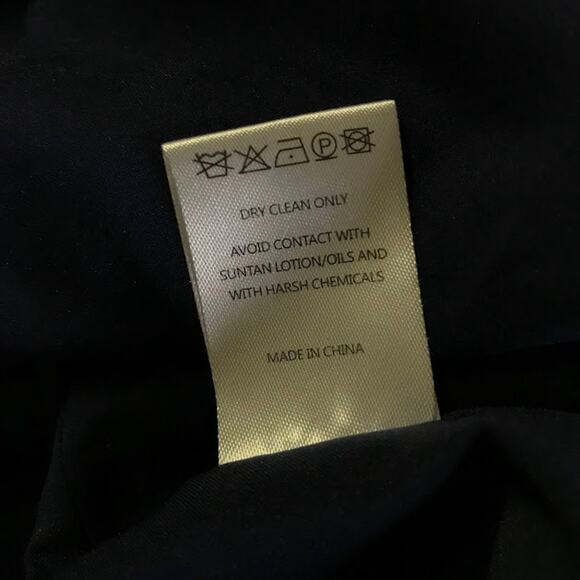 P
DRY CLEAN ONLY
AVOID CONTACT WITH
SUNTAN LOTION/OILS AND
WITH HARSH CHEMICALS
MADE IN CHINA